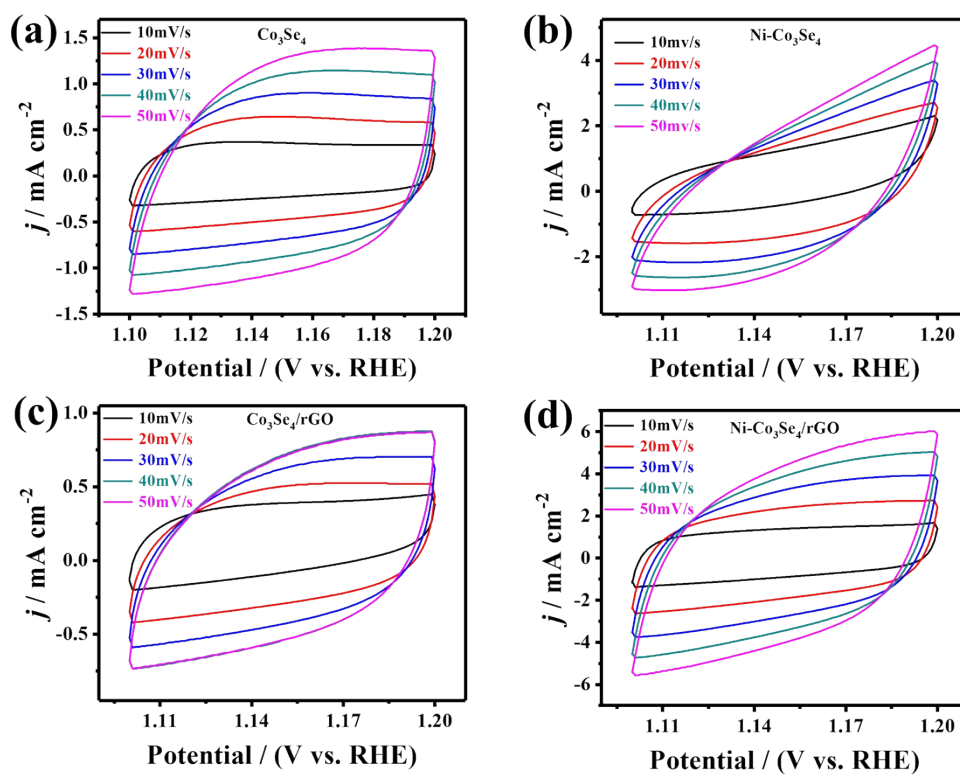 (a)
Co₃Se₄
10mV/s
20mV/s
30mV/s
40mV/s
50mV/s
1.5
1.0
0.5
0.0
-0.5
-1.0
-1.5
j / mA cm⁻²
1.10 1.12 1.14 1.16 1.18 1.20
Potential / (V vs. RHE)
(b)
Ni-Co₃Se₄
10mv/s
20mv/s
30mv/s
40mv/s
50mv/s
4
2
0
-2
j / mA cm⁻²
1.11 1.14 1.17 1.20
Potential / (V vs. RHE)
(c)
Co₃Se₄/rGO
10mV/s
20mV/s
30mV/s
40mV/s
50mV/s
1.0
0.5
0.0
-0.5
j / mA cm⁻²
1.11 1.14 1.17 1.20
Potential / (V vs. RHE)
(d)
Ni-Co₃Se₄/rGO
10mV/s
20mV/s
30mV/s
40mV/s
50mV/s
6
4
2
0
-2
-4
-6
j / mA cm⁻²
1.11 1.14 1.17 1.20
Potential / (V vs. RHE)